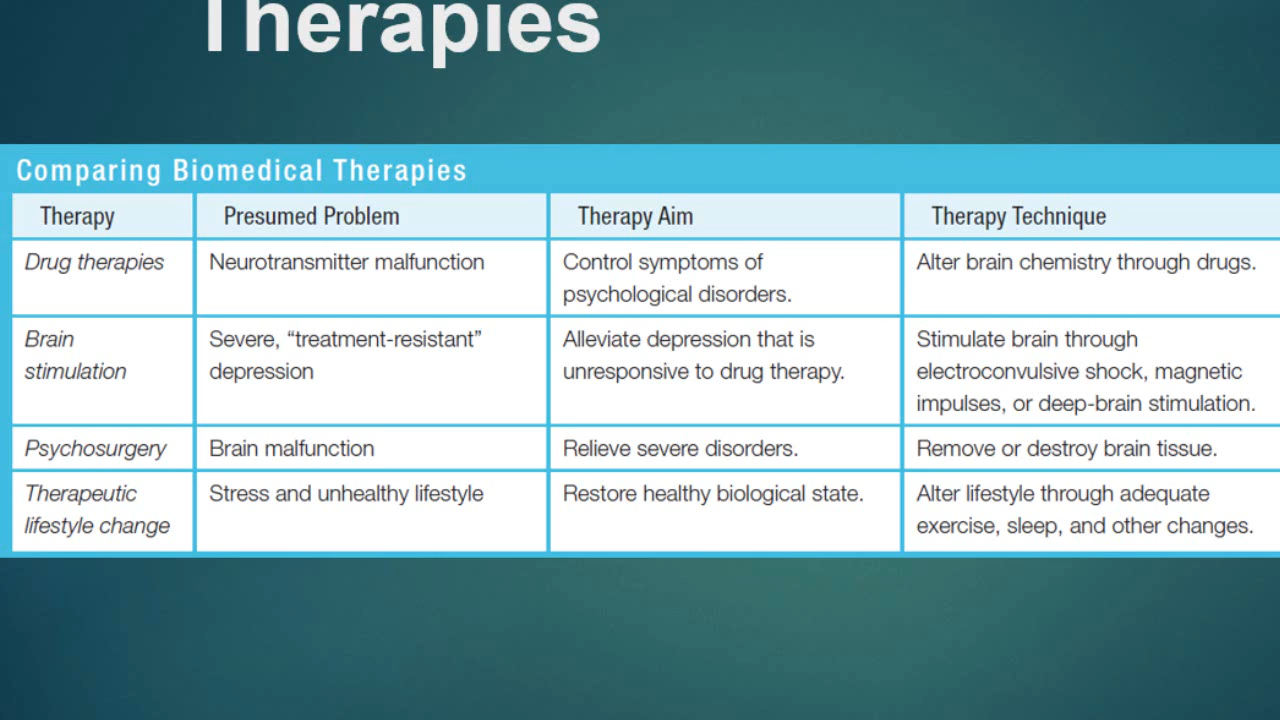 Therapies
Comparing Biomedical Therapies
Therapy
Presumed Problem
Therapy Aim
Therapy Technique
Drug therapies
Neurotransmitter malfunction
Control symptoms of
psychological disorders.
Alter brain chemistry through drugs.
Brain
stimulation
Severe, “treatment-resistant”
depression
Alleviate depression that is
unresponsive to drug therapy.
Stimulate brain through
electroconvulsive shock, magnetic
impulses, or deep-brain stimulation.
Psychosurgery
Brain malfunction
Relieve severe disorders.
Remove or destroy brain tissue.
Therapeutic
lifestyle change
Stress and unhealthy lifestyle
Restore healthy biological state.
Alter lifestyle through adequate
exercise, sleep, and other changes.